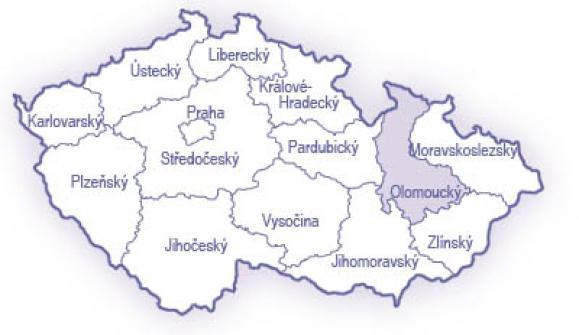 Liberecký
Ústecký
Králové-
Hradecký
Karlovarský
Praha
Středočeský
Pardubický
Moravskoslezský
Plzeňský
Olomoucký
Vysočina
Jihočeský
Zlínský
Jihomoravský